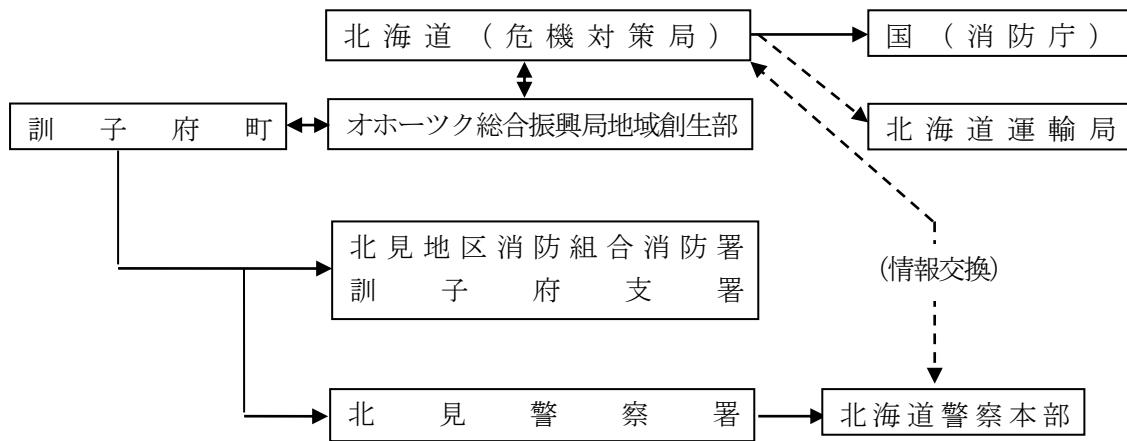 北海道（危機対策局）
国（消防庁）
訓子府町
オホーツク総合振興局地域創生部
北海道運輸局
北見地区消防組合消防署
訓子府支署
(情報交換)
北見警察署
北海道警察本部